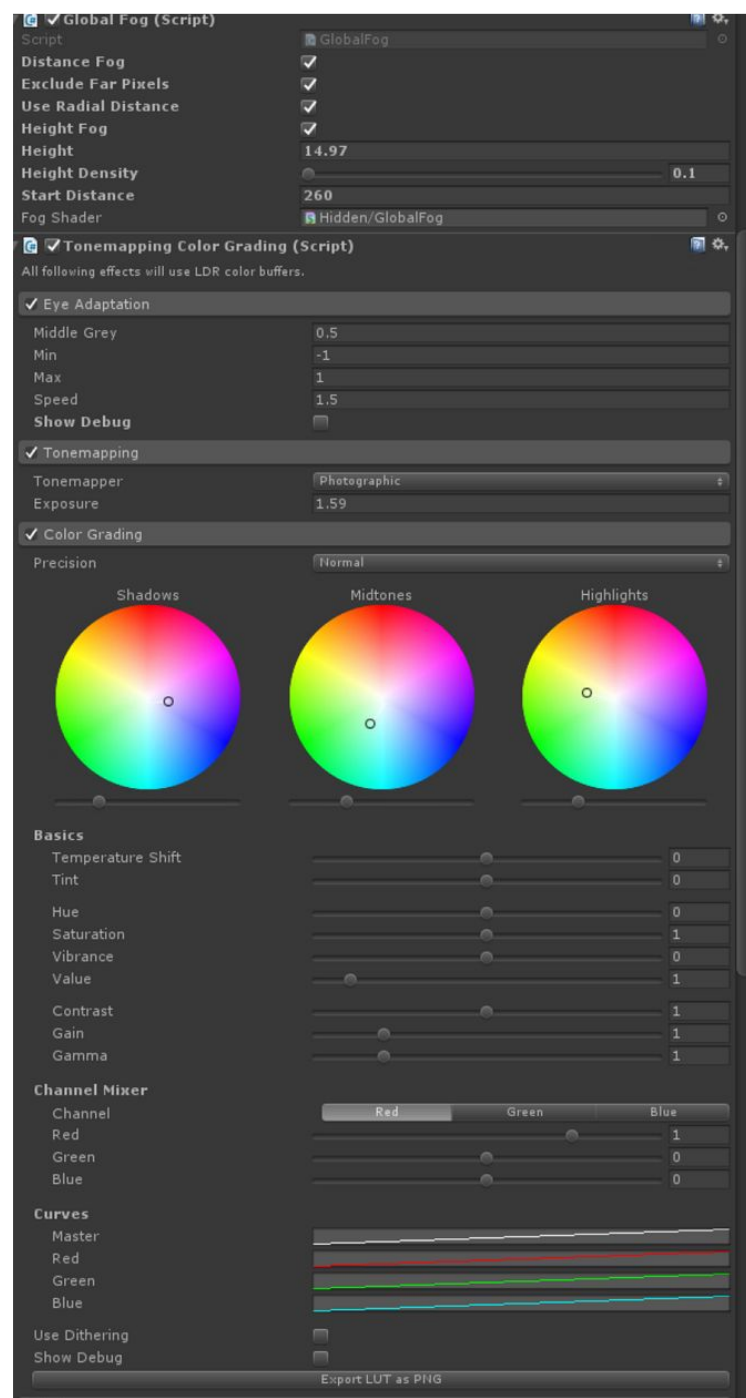 Global Fog (Script)
Script GlobalFog
Distance Fog
Exclude Far Pixels
Use Radial Distance
Height Fog
Height 14.97
Height Density 0.1
Start Distance 260
Fog Shader Hidden/GlobalFog
Tonemapping Color Grading (Script)
All following effects will use LDR color buffers.
Eye Adaptation
Middle Grey 0.5
Min -1
Max 1
Speed 1.5
Show Debug
Tonemapping
Tonemapper Photographic
Exposure 1.59
Color Grading
Precision Normal
Shadows Midtones Highlights
Basics
Temperature Shift 0
Tint 0
Hue 0
Saturation 1
Vibrance 0
Value 1
Contrast 1
Gain 1
Gamma 1
Channel Mixer
Channel Red Green Blue
Red 1
Green 0
Blue 0
Curves
Master
Red
Green
Blue
Use Dithering
Show Debug
Export LUT as PNG